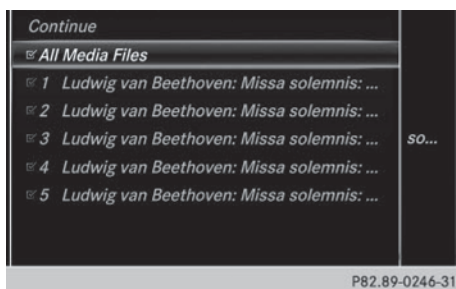 Continue
All Media Files
1 Ludwig van Beethoven: Missa solemnis: ...
2 Ludwig van Beethoven: Missa solemnis: ...
3 Ludwig van Beethoven: Missa solemnis: ...
so...
4 Ludwig van Beethoven: Missa solemnis: ...
5 Ludwig van Beethoven: Missa solemnis: ...
P82.89-0246-31